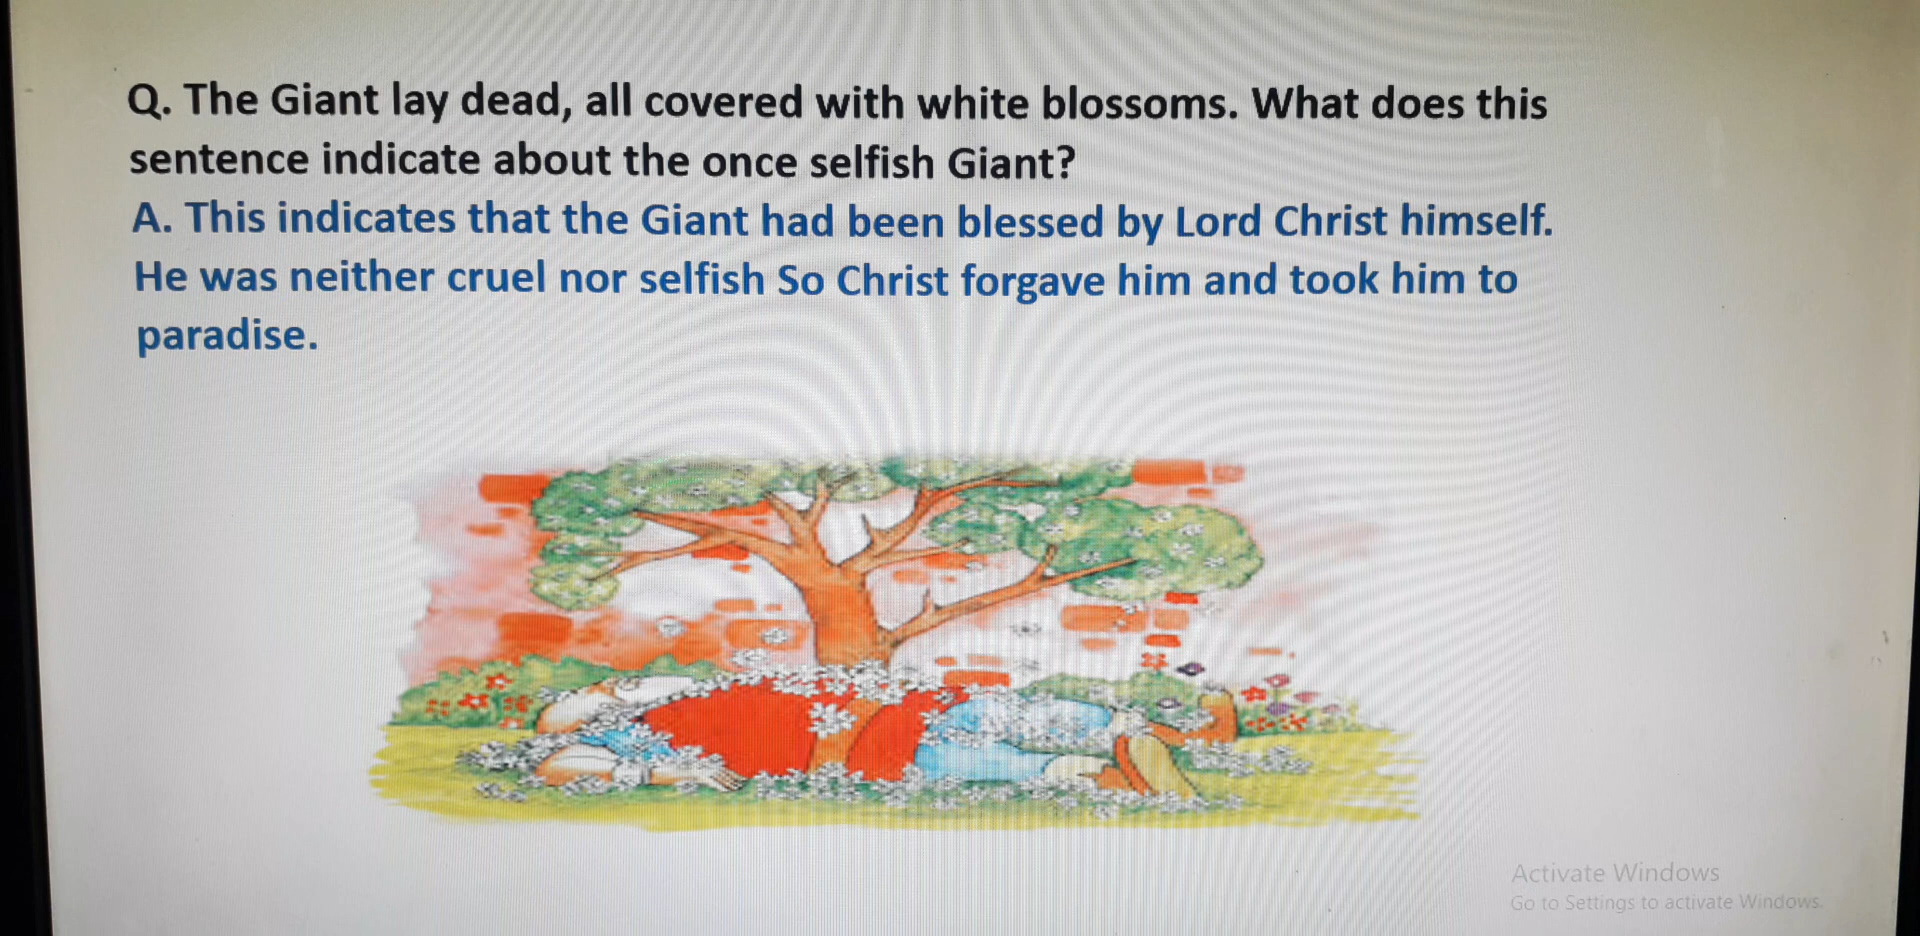 Q. The Giant lay dead, all covered with white blossoms. What does this
sentence indicate about the once selfish Giant?
A. This indicates that the Giant had been blessed by Lord Christ himself.
He was neither cruel nor selfish So Christ forgave him and took him to
paradise.
Activate Windows
Go to Settings to activate Windows.